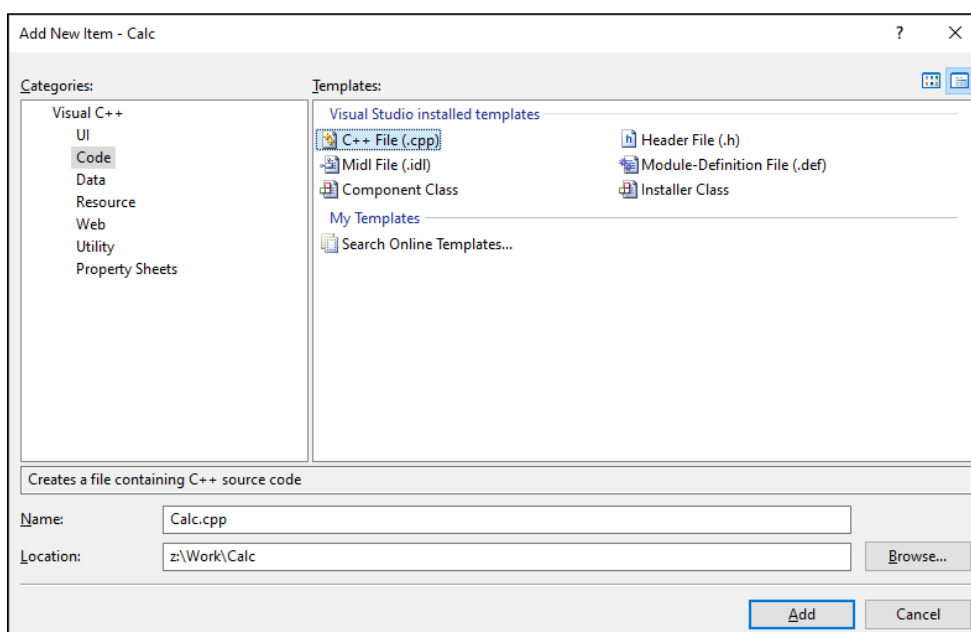 Add New Item - Calc ?
Categories: Templates:
Visual C++
UI
Code
Data
Resource
Web
Utility
Property Sheets
Visual Studio installed templates
C++ File (.cpp) Header File (.h)
Midl File (.idl) Module-Definition File (.def)
Component Class Installer Class
My Templates
Search Online Templates...
Creates a file containing C++ source code
Name: Calc.cpp
Location: z:\Work\Calc Browse...
Add Cancel